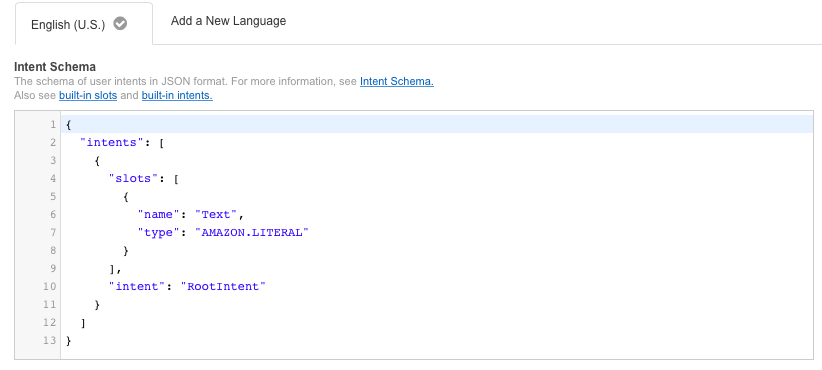 English (U.S.)
Add a New Language
Intent Schema
The schema of user intents in JSON format. For more information, see Intent Schema.
Also see built-in slots and built-in intents.
1 {
2   "intents": [
3     {
4       "slots": [
5         {
6           "name": "Text",
7           "type": "AMAZON.LITERAL"
8         }
9       ],
10       "intent": "RootIntent"
11     }
12   ]
13 }